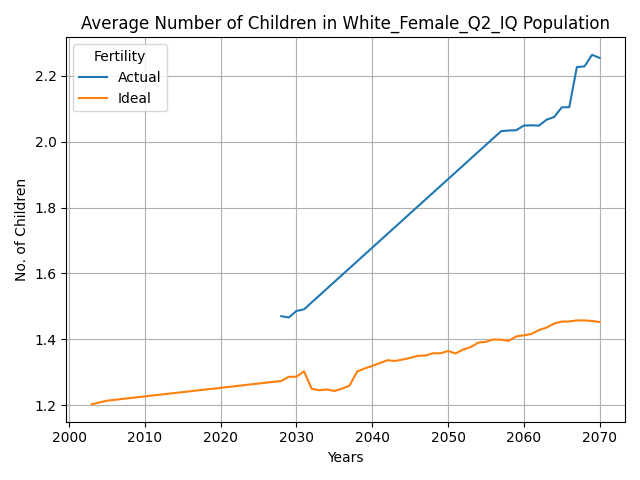 Average Number of Children in White_Female_Q2_IQ Population
Fertility
Actual
Ideal
No. of Children
2.2
2.0
1.8
1.6
1.4
1.2
2000 2010 2020 2030 2040 2050 2060 2070
Years